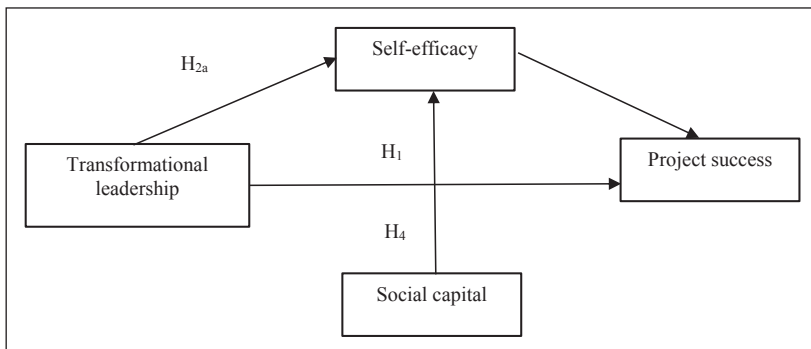 Self-efficacy
H2a
Transformational
leadership
H1
Project success
H4
Social capital